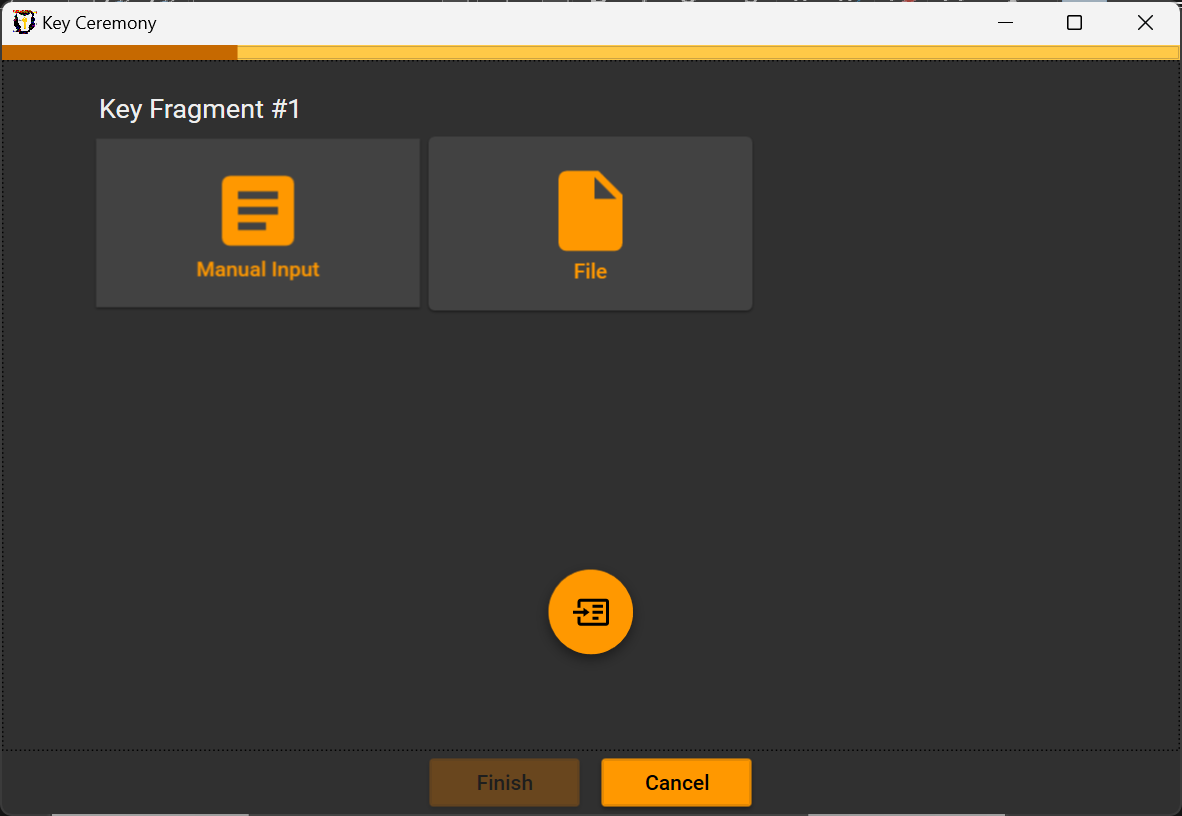 Key Ceremony
Key Fragment #1
Manual Input
File
Finish
Cancel